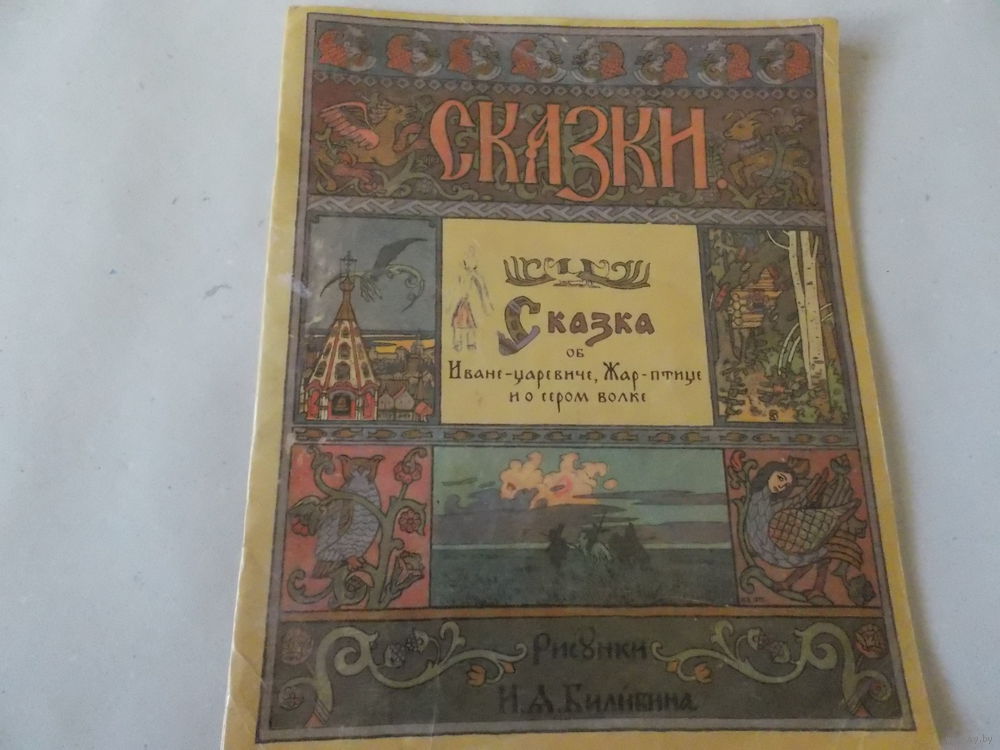 СКАЗКИ.
Сказка
ОБ
Иване-царевиче, Жар-птице
и о сером волке
Рисунки
И.Я.Билибина